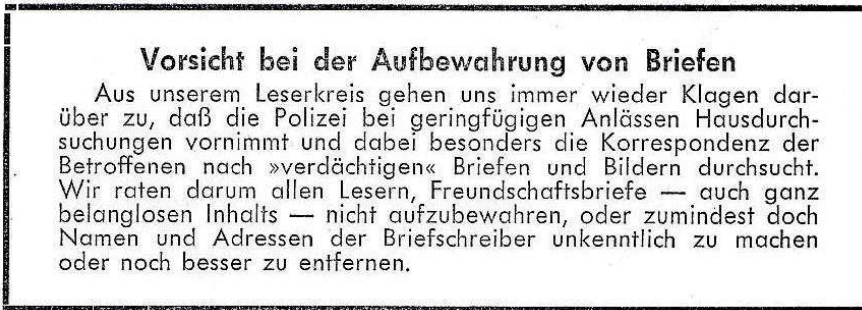 Vorsicht bei der Aufbewahrung von Briefen
Aus unserem Leserkreis gehen uns immer wieder Klagen dar-
über zu, daß die Polizei bei geringfügigen Anlässen Hausdurch-
suchungen vornimmt und dabei besonders die Korrespondenz der
Betroffenen nach »verdächtigen« Briefen und Bildern durchsucht.
Wir raten darum allen Lesern, Freundschaftsbriefe — auch ganz
belanglosen Inhalts — nicht aufzubewahren, oder zumindest doch
Namen und Adressen der Briefschreiber unkenntlich zu machen
oder noch besser zu entfernen.